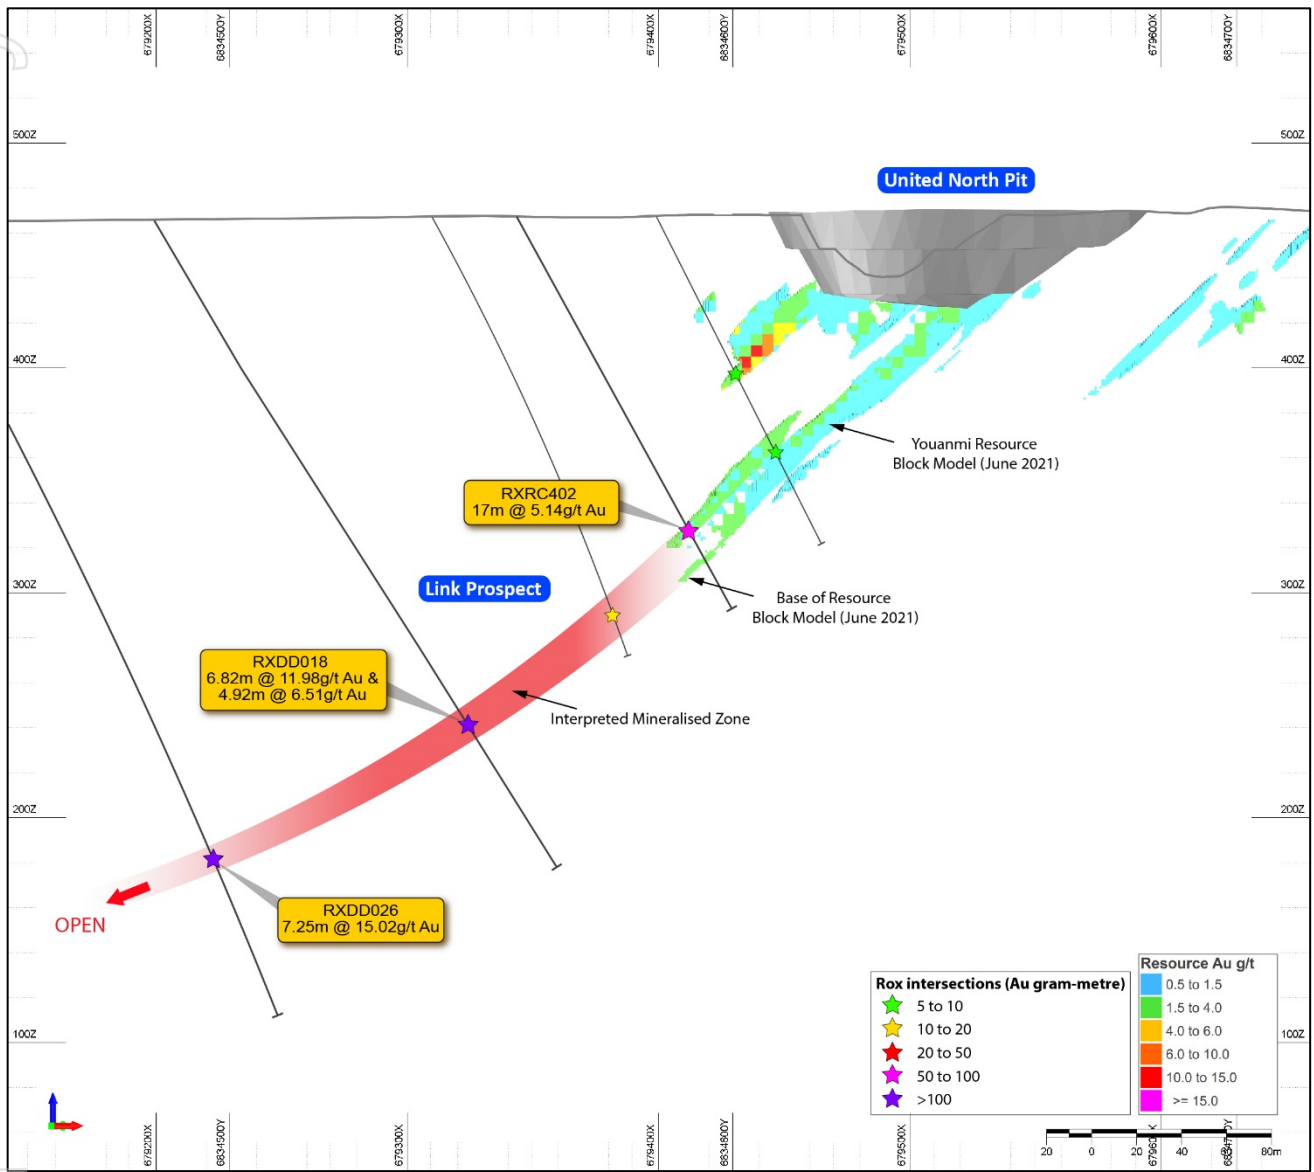 679200X
6834500Y
679300X
679400X
6834600Y
679500X
679600X
6834700Y
500Z
500Z
United North Pit
400Z
400Z
Youanmi Resource
Block Model (June 2021)
RXRC402
17m @ 5.14g/t Au
Link Prospect
300Z
300Z
Base of Resource
Block Model (June 2021)
RXDD018
6.82m @ 11.98g/t Au &
4.92m @ 6.51g/t Au
Interpreted Mineralised Zone
200Z
200Z
OPEN
RXDD026
7.25m @ 15.02g/t Au
100Z
100Z
Rox intersections (Au gram-metre)
5 to 10
10 to 20
20 to 50
50 to 100
>100
Resource Au g/t
0.5 to 1.5
1.5 to 4.0
4.0 to 6.0
6.0 to 10.0
10.0 to 15.0
>= 15.0
679200X
6834500Y
679300X
679400X
6834600Y
679500X
679600X
6834700Y
20
0
20
40
60
80m